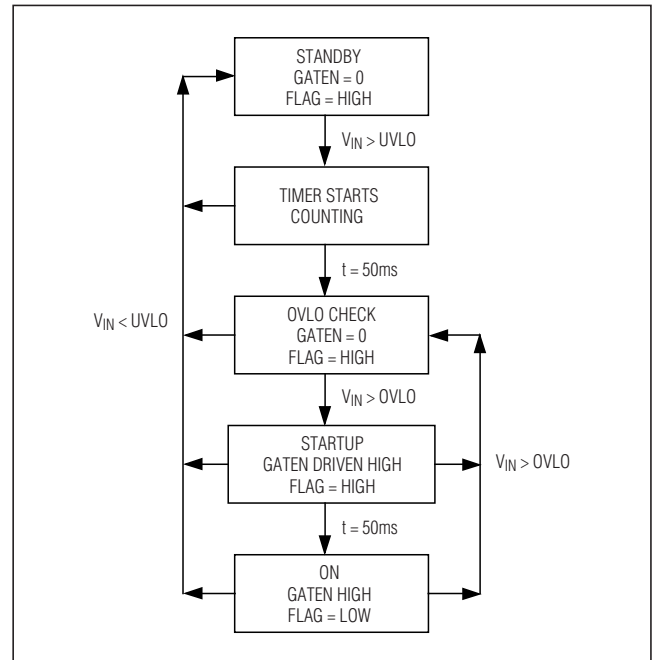 STANDBY
GATEN = 0
FLAG = HIGH
VIN > UVLO
TIMER STARTS
COUNTING
t = 50ms
VIN < UVLO
OVLO CHECK
GATEN = 0
FLAG = HIGH
VIN > OVLO
STARTUP
GATEN DRIVEN HIGH
FLAG = HIGH
VIN > OVLO
t = 50ms
ON
GATEN HIGH
FLAG = LOW